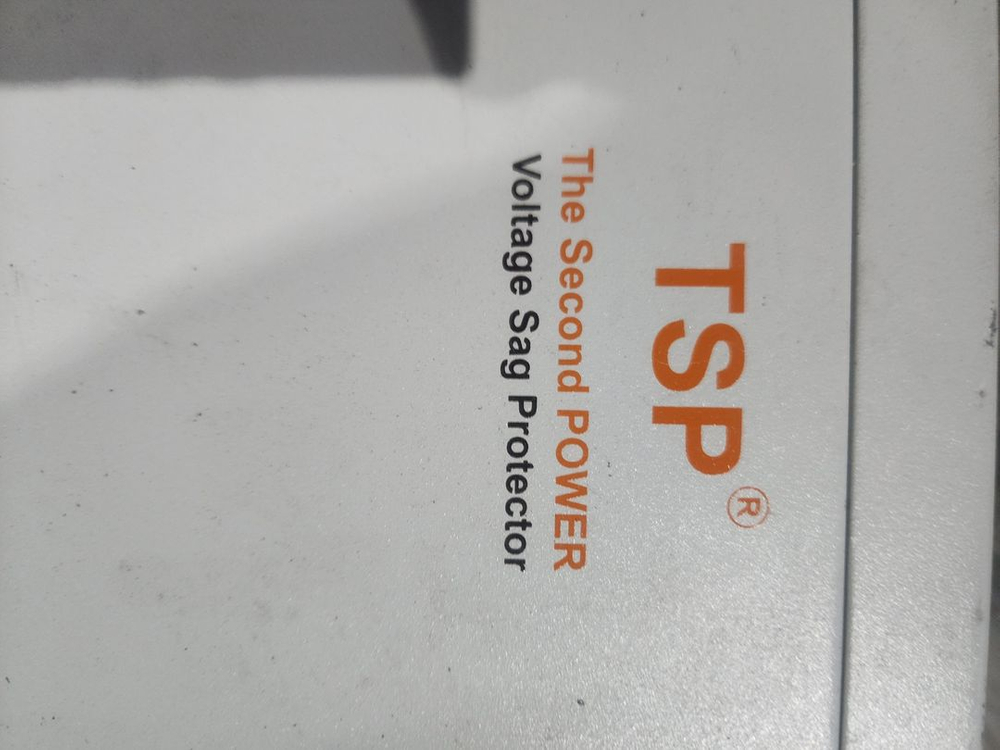 TSP®
The Second POWER
Voltage Sag Protector